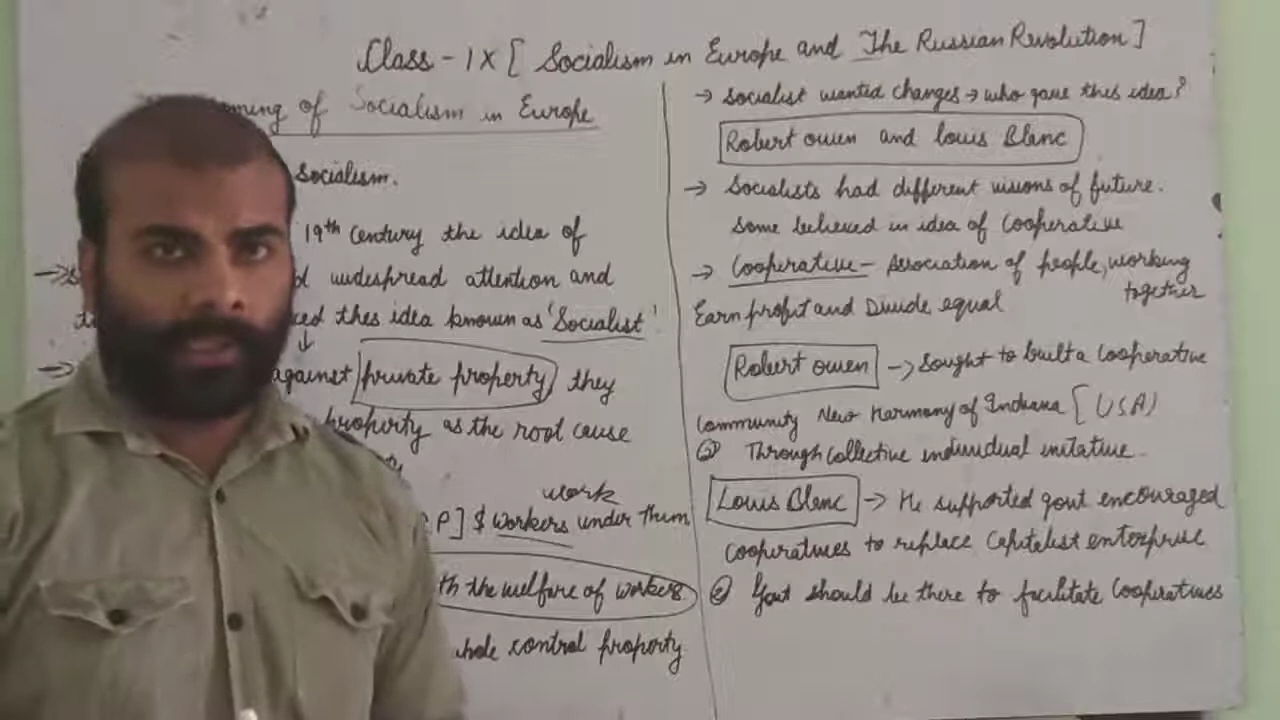 Class - IX [ Socialism in Europe and The Russian Revolution ]
of Socialism in Europe
Socialism.
19th Century the idea of
widespread attention and
this idea known as 'Socialist'
↓
against private property they
property as the root cause
work
P] $ workers under them
the welfare of workers
control property
→ Socialist wanted changes → who gave this idea?
Robert owen and louis Blanc
→ Socialists had different visions of future.
Some believed in idea of cooperative
→ Cooperative - Association of people, working
together
Earn profit and Divide equal
Robert owen → Sought to built a cooperative
Community New Harmony of Indiana [USA)
Through collective individual initative.
Louis Blanc → He supported govt encouraged
cooperatives to replace capitalist enterprise
Govt should be there to facilitate cooperatives